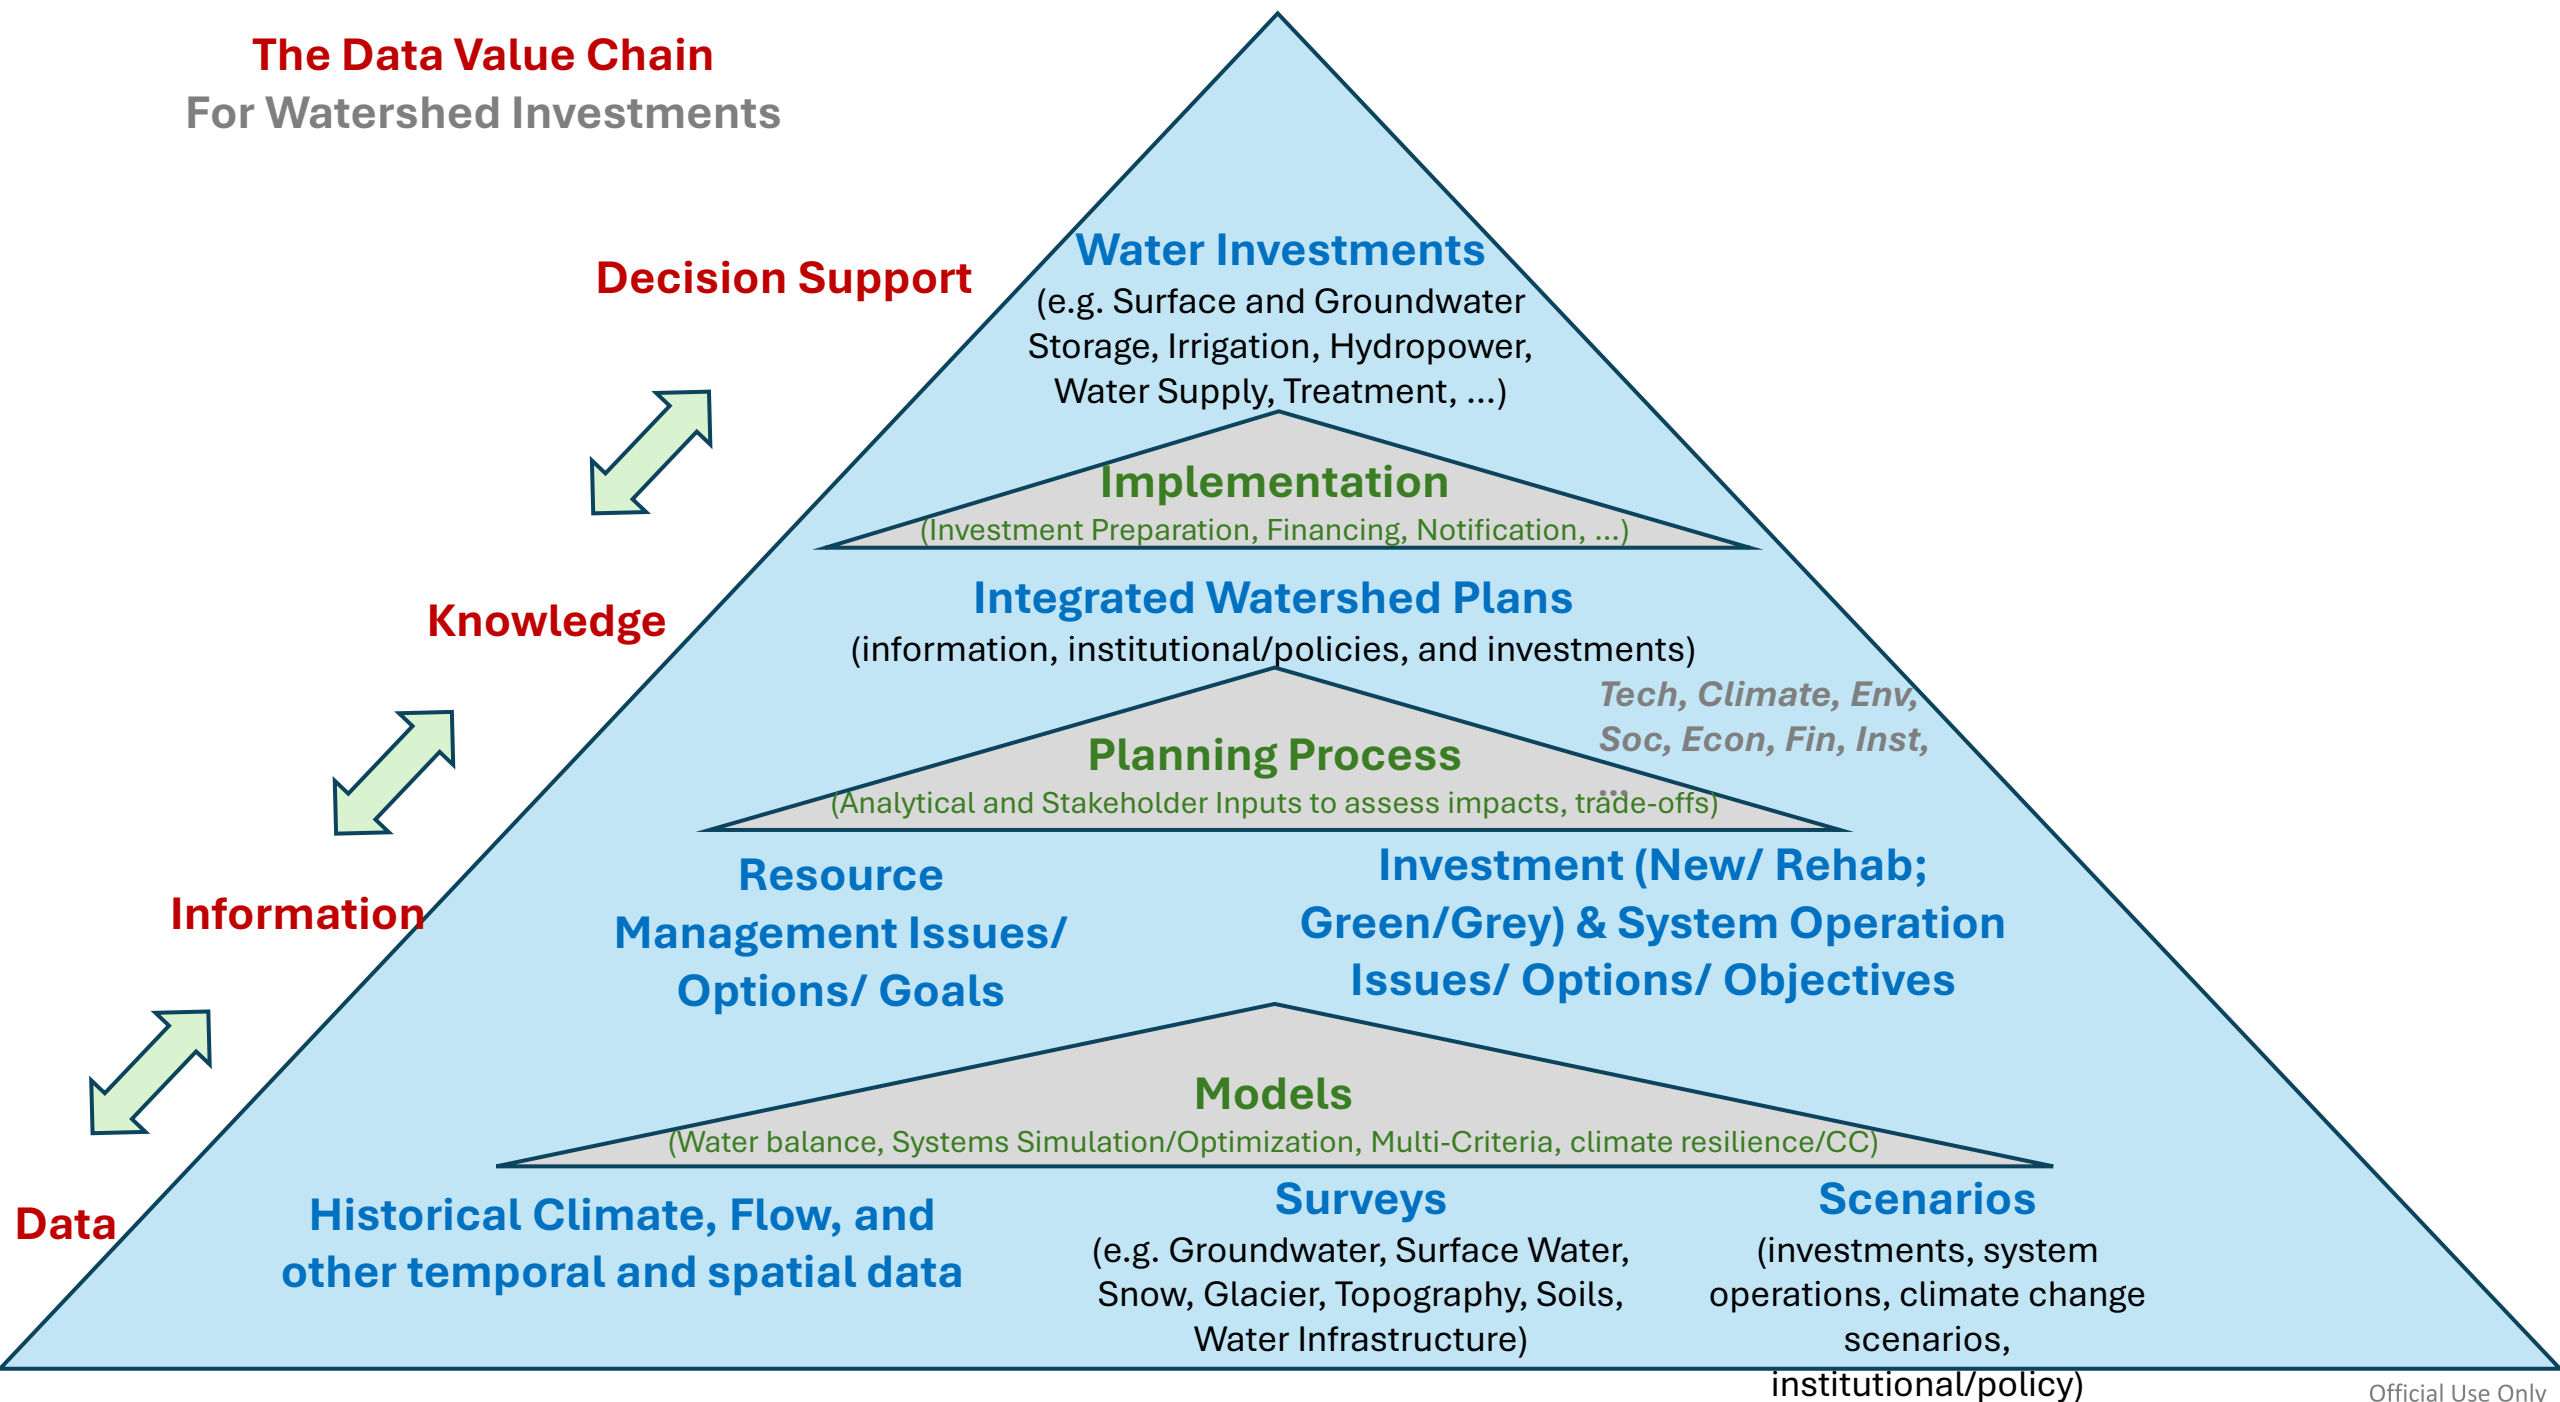 The Data Value Chain
For Watershed Investments
Decision Support
Water Investments
(e.g. Surface and Groundwater
Storage, Irrigation, Hydropower,
Water Supply, Treatment, ...)
Implementation
(Investment Preparation, Financing, Notification, ...)
Knowledge
Integrated Watershed Plans
(information, institutional/policies, and investments)
Tech, Climate, Env,
Soc, Econ, Fin, Inst,
...
Planning Process
(Analytical and Stakeholder Inputs to assess impacts, trade-offs)
Information
Resource
Management Issues/
Options/ Goals
Investment (New/ Rehab;
Green/Grey) & System Operation
Issues/ Options/ Objectives
Models
(Water balance, Systems Simulation/Optimization, Multi-Criteria, climate resilience/CC)
Data
Historical Climate, Flow, and
other temporal and spatial data
Surveys
(e.g. Groundwater, Surface Water,
Snow, Glacier, Topography, Soils,
Water Infrastructure)
Scenarios
(investments, system
operations, climate change
scenarios,
institutional/policy)
Official Use Only